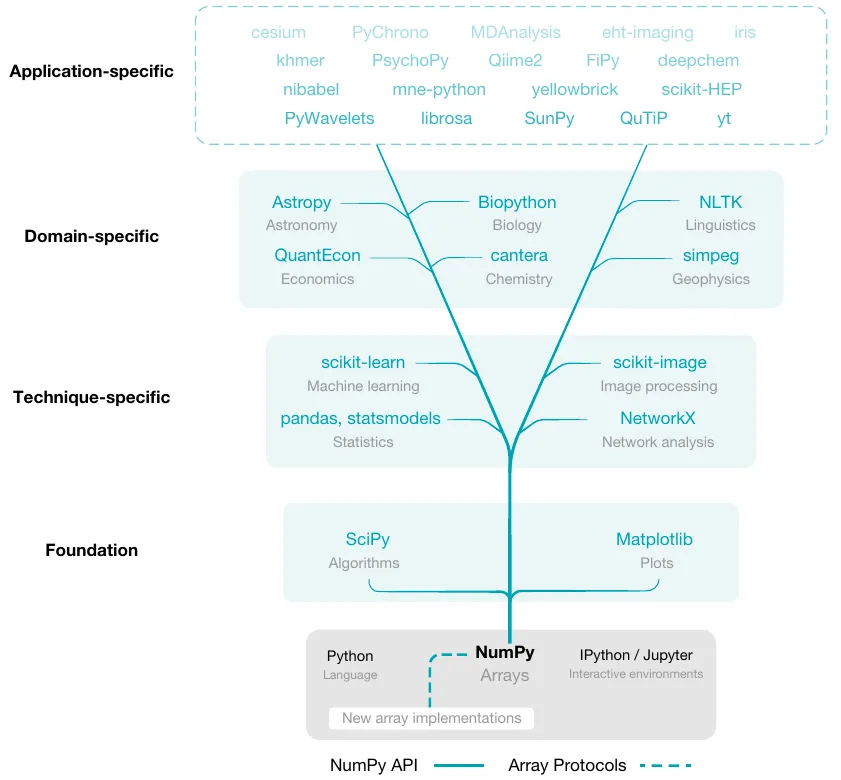 cesium PyChrono MDAnalysis eht-imaging iris
khmer PsychoPy Qiime2 FiPy deepchem
Application-specific
nibabel mne-python yellowbrick scikit-HEP
PyWavelets librosa SunPy QuTiP yt
Astropy Biopython NLTK
Astronomy Biology Linguistics
Domain-specific
QuantEcon cantera simpeg
Economics Chemistry Geophysics
scikit-learn scikit-image
Machine learning Image processing
Technique-specific
pandas, statsmodels NetworkX
Statistics Network analysis
SciPy Matplotlib
Foundation
Algorithms Plots
Python NumPy IPython / Jupyter
Language Arrays Interactive environments
New array implementations
NumPy API Array Protocols